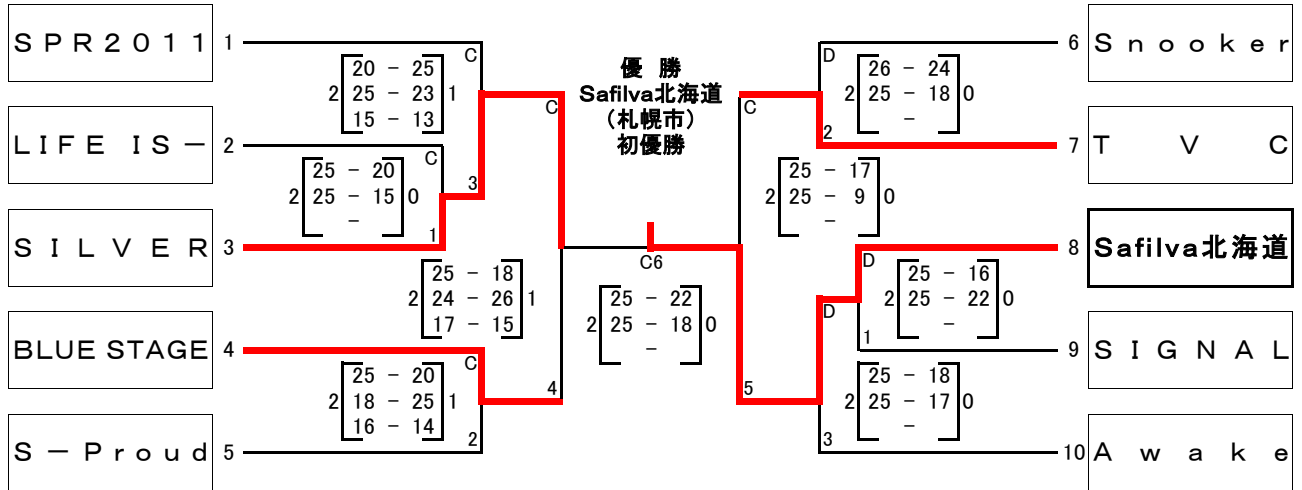 ＳＰＲ２０１１ 1
ＬＩＦＥ ＩＳ－ 2
ＳＩＬＶＥＲ 3
BLUE STAGE 4
Ｓ－Ｐｒｏｕｄ 5
C
20 － 25
2 25 － 23 1
15 － 13
C
25 － 20
2 25 － 15 0
－
1
3
C
25 － 18
2 24 － 26 1
17 － 15
4
C
25 － 20
2 18 － 25 1
16 － 14
2
優 勝
Safilva北海道
（札幌市）
初優勝
C6
25 － 22
2 25 － 18 0
－
D
26 － 24
2 25 － 18 0
－
2
C
25 － 17
2 25 － 9 0
－
5
D
25 － 16
2 25 － 22 0
－
1
D
25 － 18
2 25 － 17 0
－
3
6 Ｓｎｏｏｋｅｒ
7 Ｔ Ｖ Ｃ
8 Safilva北海道
9 ＳＩＧＮＡＬ
10 Ａｗａｋｅ